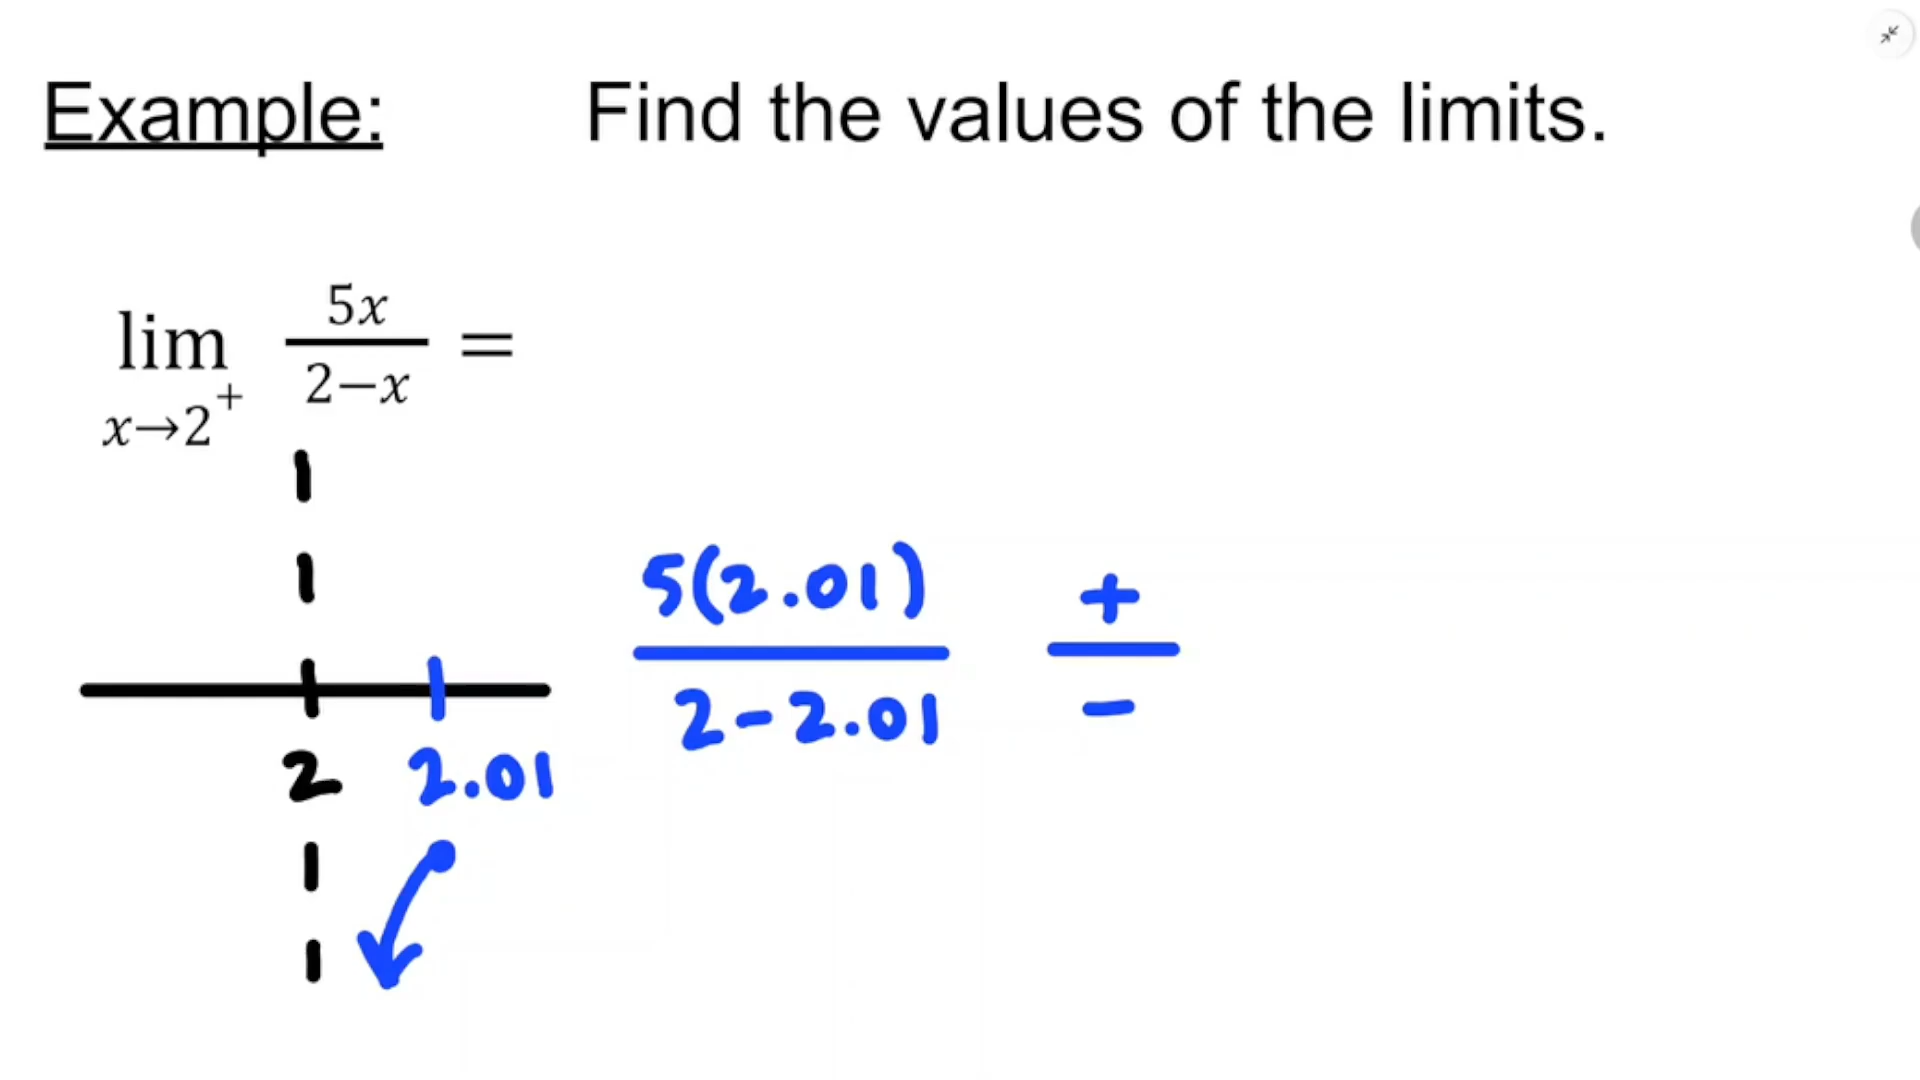 Example: Find the values of the limits.
lim x→2⁺ 5x/2−x =
5(2.01)/2-2.01 +/-
2 2.01